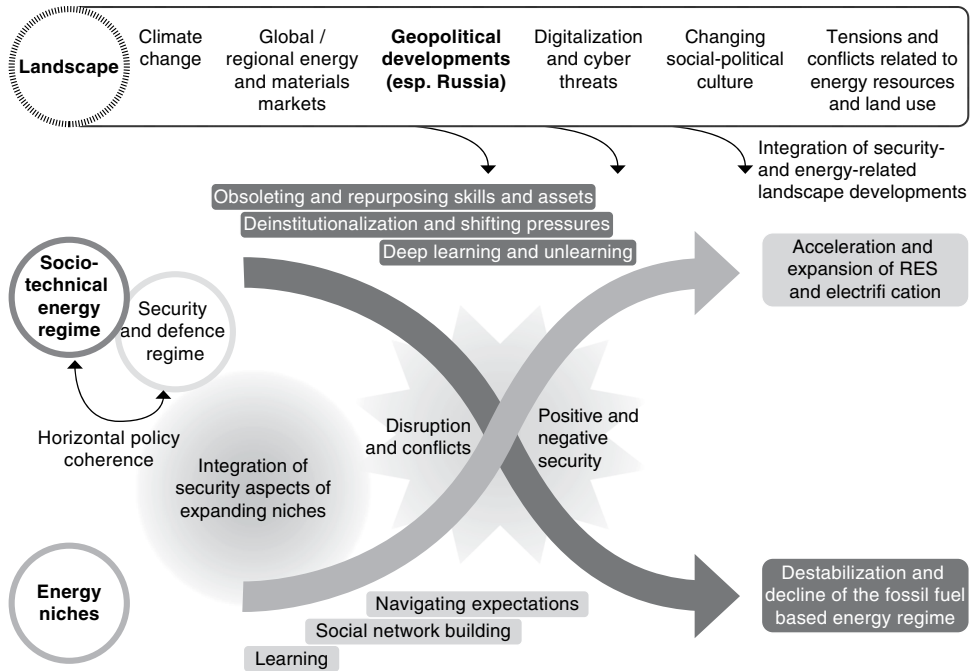 Landscape
Climate
change
Global /
regional energy
and materials
markets
Geopolitical
developments
(esp. Russia)
Digitalization
and cyber
threats
Changing
social-political
culture
Tensions and
conflicts related to
energy resources
and land use
Integration of security-
and energy-related
landscape developments
Obsoleting and repurposing skills and assets
Deinstitutionalization and shifting pressures
Deep learning and unlearning
Socio-
technical
energy
regime
Security
and defence
regime
Horizontal policy
coherence
Acceleration and
expansion of RES
and electrifi cation
Integration of
security aspects of
expanding niches
Disruption
and conflicts
Positive and
negative
security
Energy
niches
Navigating expectations
Social network building
Learning
Destabilization and
decline of the fossil fuel
based energy regime